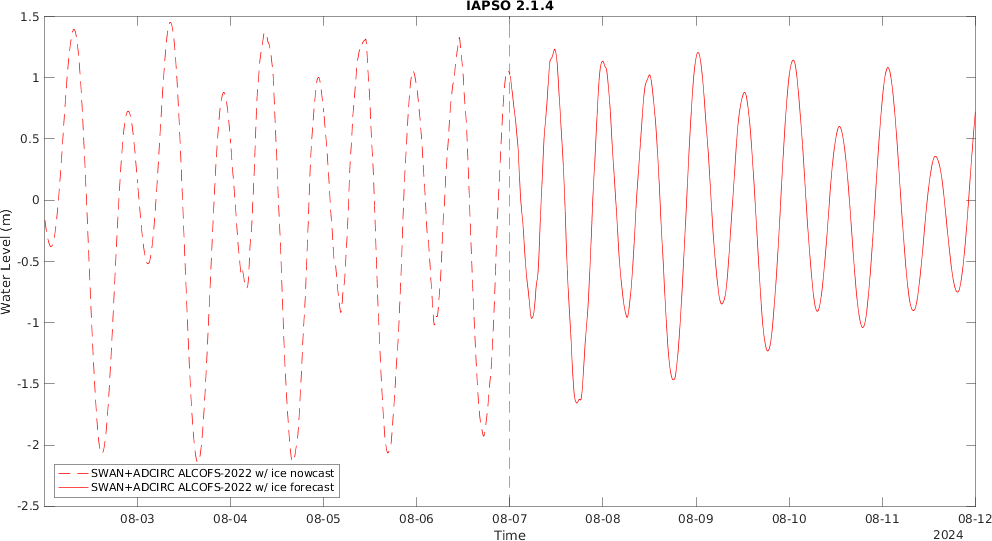 IAPSO 2.1.4
1.5
1
0.5
0
-0.5
-1
-1.5
-2
-2.5
Water Level (m)
SWAN+ADCIRC ALCOFS-2022 w/ ice nowcast
SWAN+ADCIRC ALCOFS-2022 w/ ice forecast
08-03 08-04 08-05 08-06 08-07 08-08 08-09 08-10 08-11 08-12
Time
2024